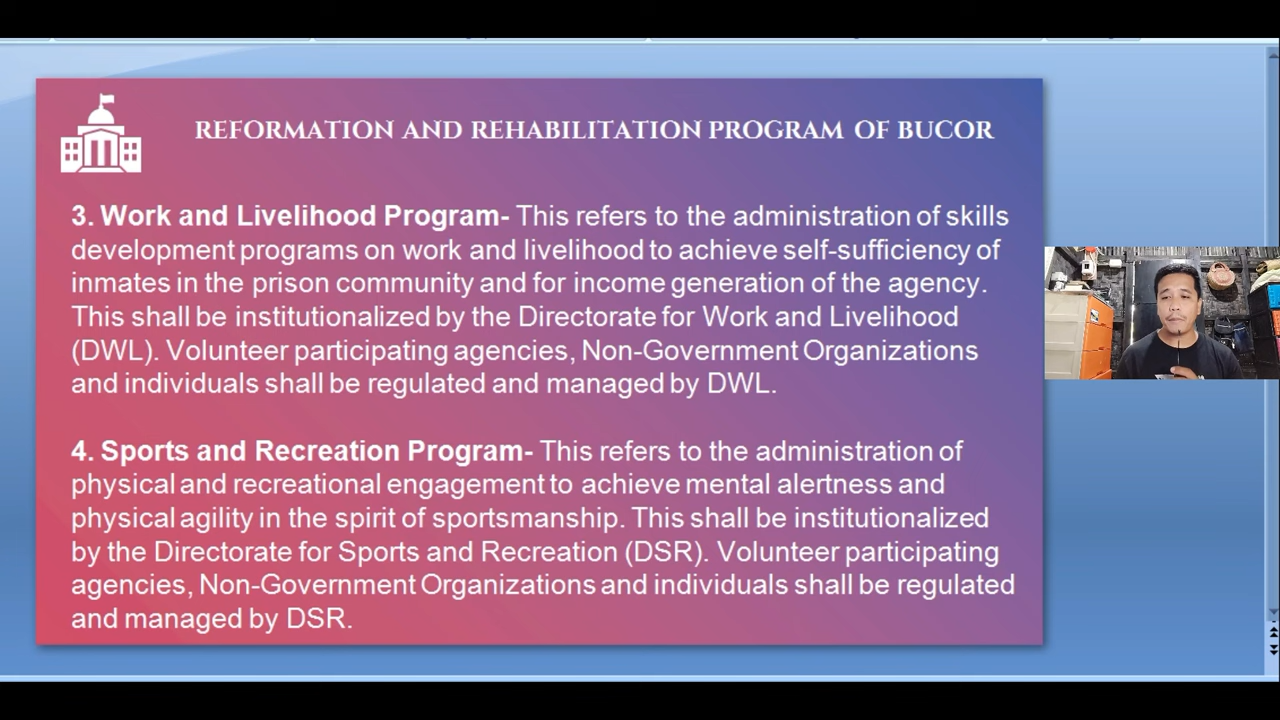 REFORMATION AND REHABILITATION PROGRAM OF BUCOR
3. Work and Livelihood Program- This refers to the administration of skills
development programs on work and livelihood to achieve self-sufficiency of
inmates in the prison community and for income generation of the agency.
This shall be institutionalized by the Directorate for Work and Livelihood
(DWL). Volunteer participating agencies, Non-Government Organizations
and individuals shall be regulated and managed by DWL.
4. Sports and Recreation Program- This refers to the administration of
physical and recreational engagement to achieve mental alertness and
physical agility in the spirit of sportsmanship. This shall be institutionalized
by the Directorate for Sports and Recreation (DSR). Volunteer participating
agencies, Non-Government Organizations and individuals shall be regulated
and managed by DSR.